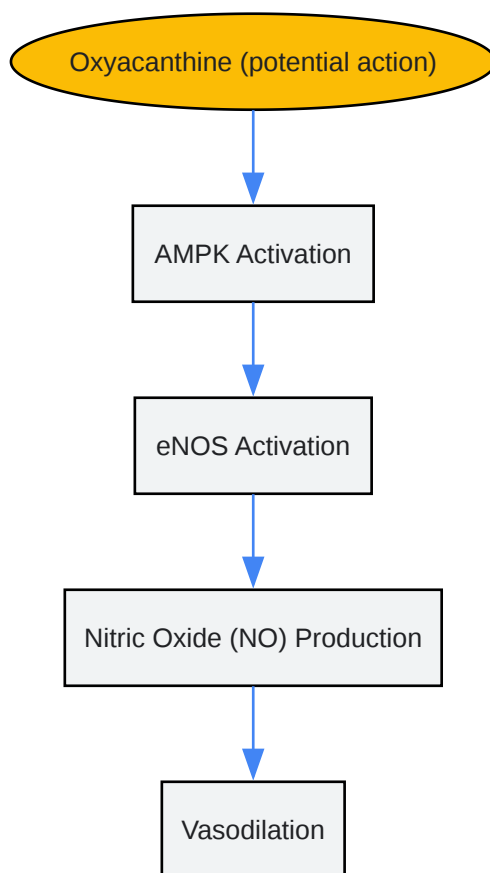 Oxyacanthine (potential action)
AMPK Activation
eNOS Activation
Nitric Oxide (NO) Production
Vasodilation